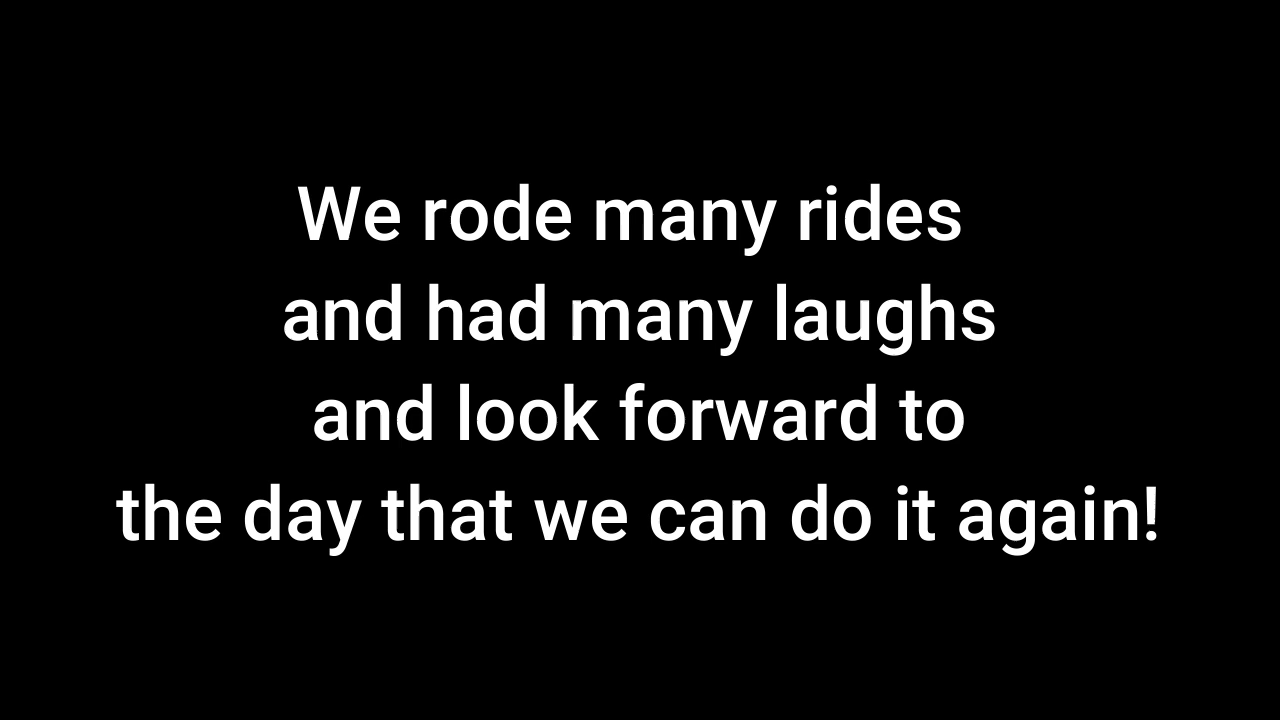 We rode many rides
and had many laughs
and look forward to
the day that we can do it again!